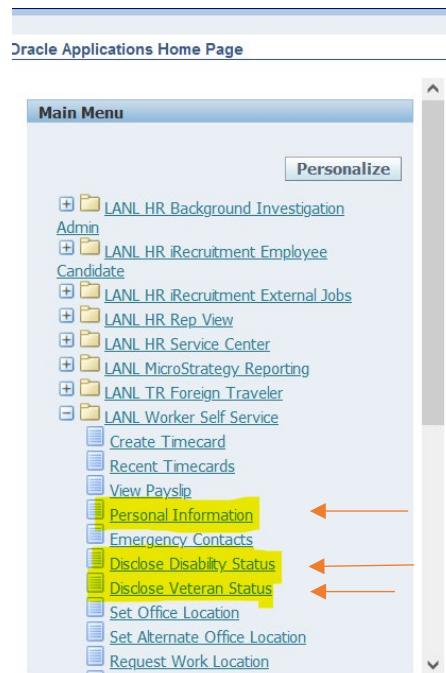 Oracle Applications Home Page
Main Menu
Personalize
LANL HR Background Investigation
Admin
LANL HR iRecruitment Employee
Candidate
LANL HR iRecruitment External Jobs
LANL HR Rep View
LANL HR Service Center
LANL MicroStrategy Reporting
LANL TR Foreign Traveler
LANL Worker Self Service
Create Timecard
Recent Timecards
View Payslip
Personal Information
Emergency Contacts
Disclose Disability Status
Disclose Veteran Status
Set Office Location
Set Alternate Office Location
Request Work Location